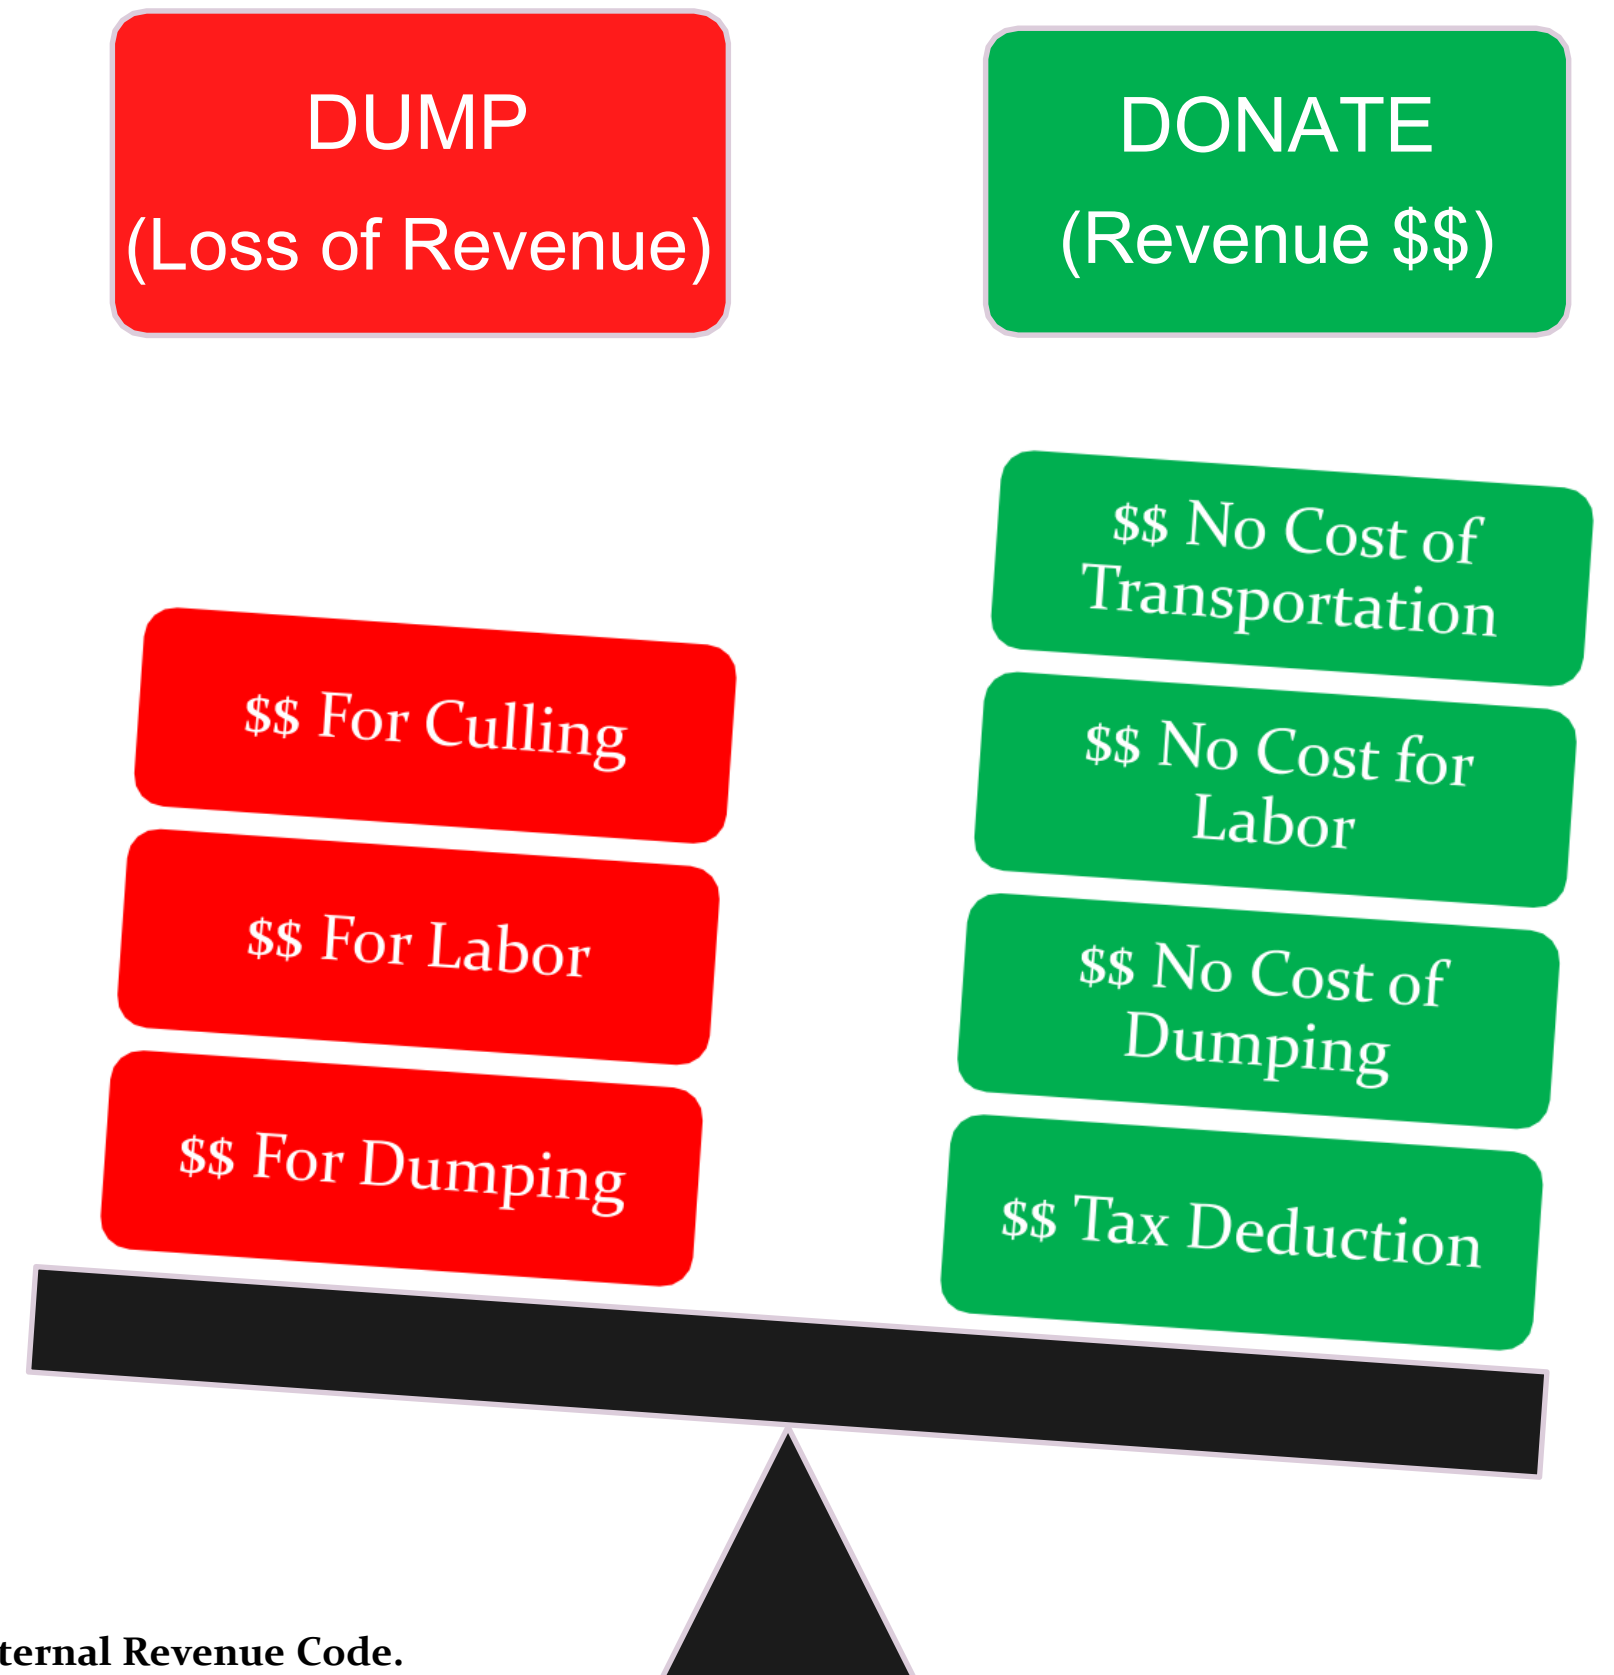 DUMP
(Loss of Revenue)
DONATE
(Revenue $$)
$$ For Culling
$$ For Labor
$$ For Dumping
$$ No Cost of
Transportation
$$ No Cost for
Labor
$$ No Cost of
Dumping
$$ Tax Deduction
ternal Revenue Code.